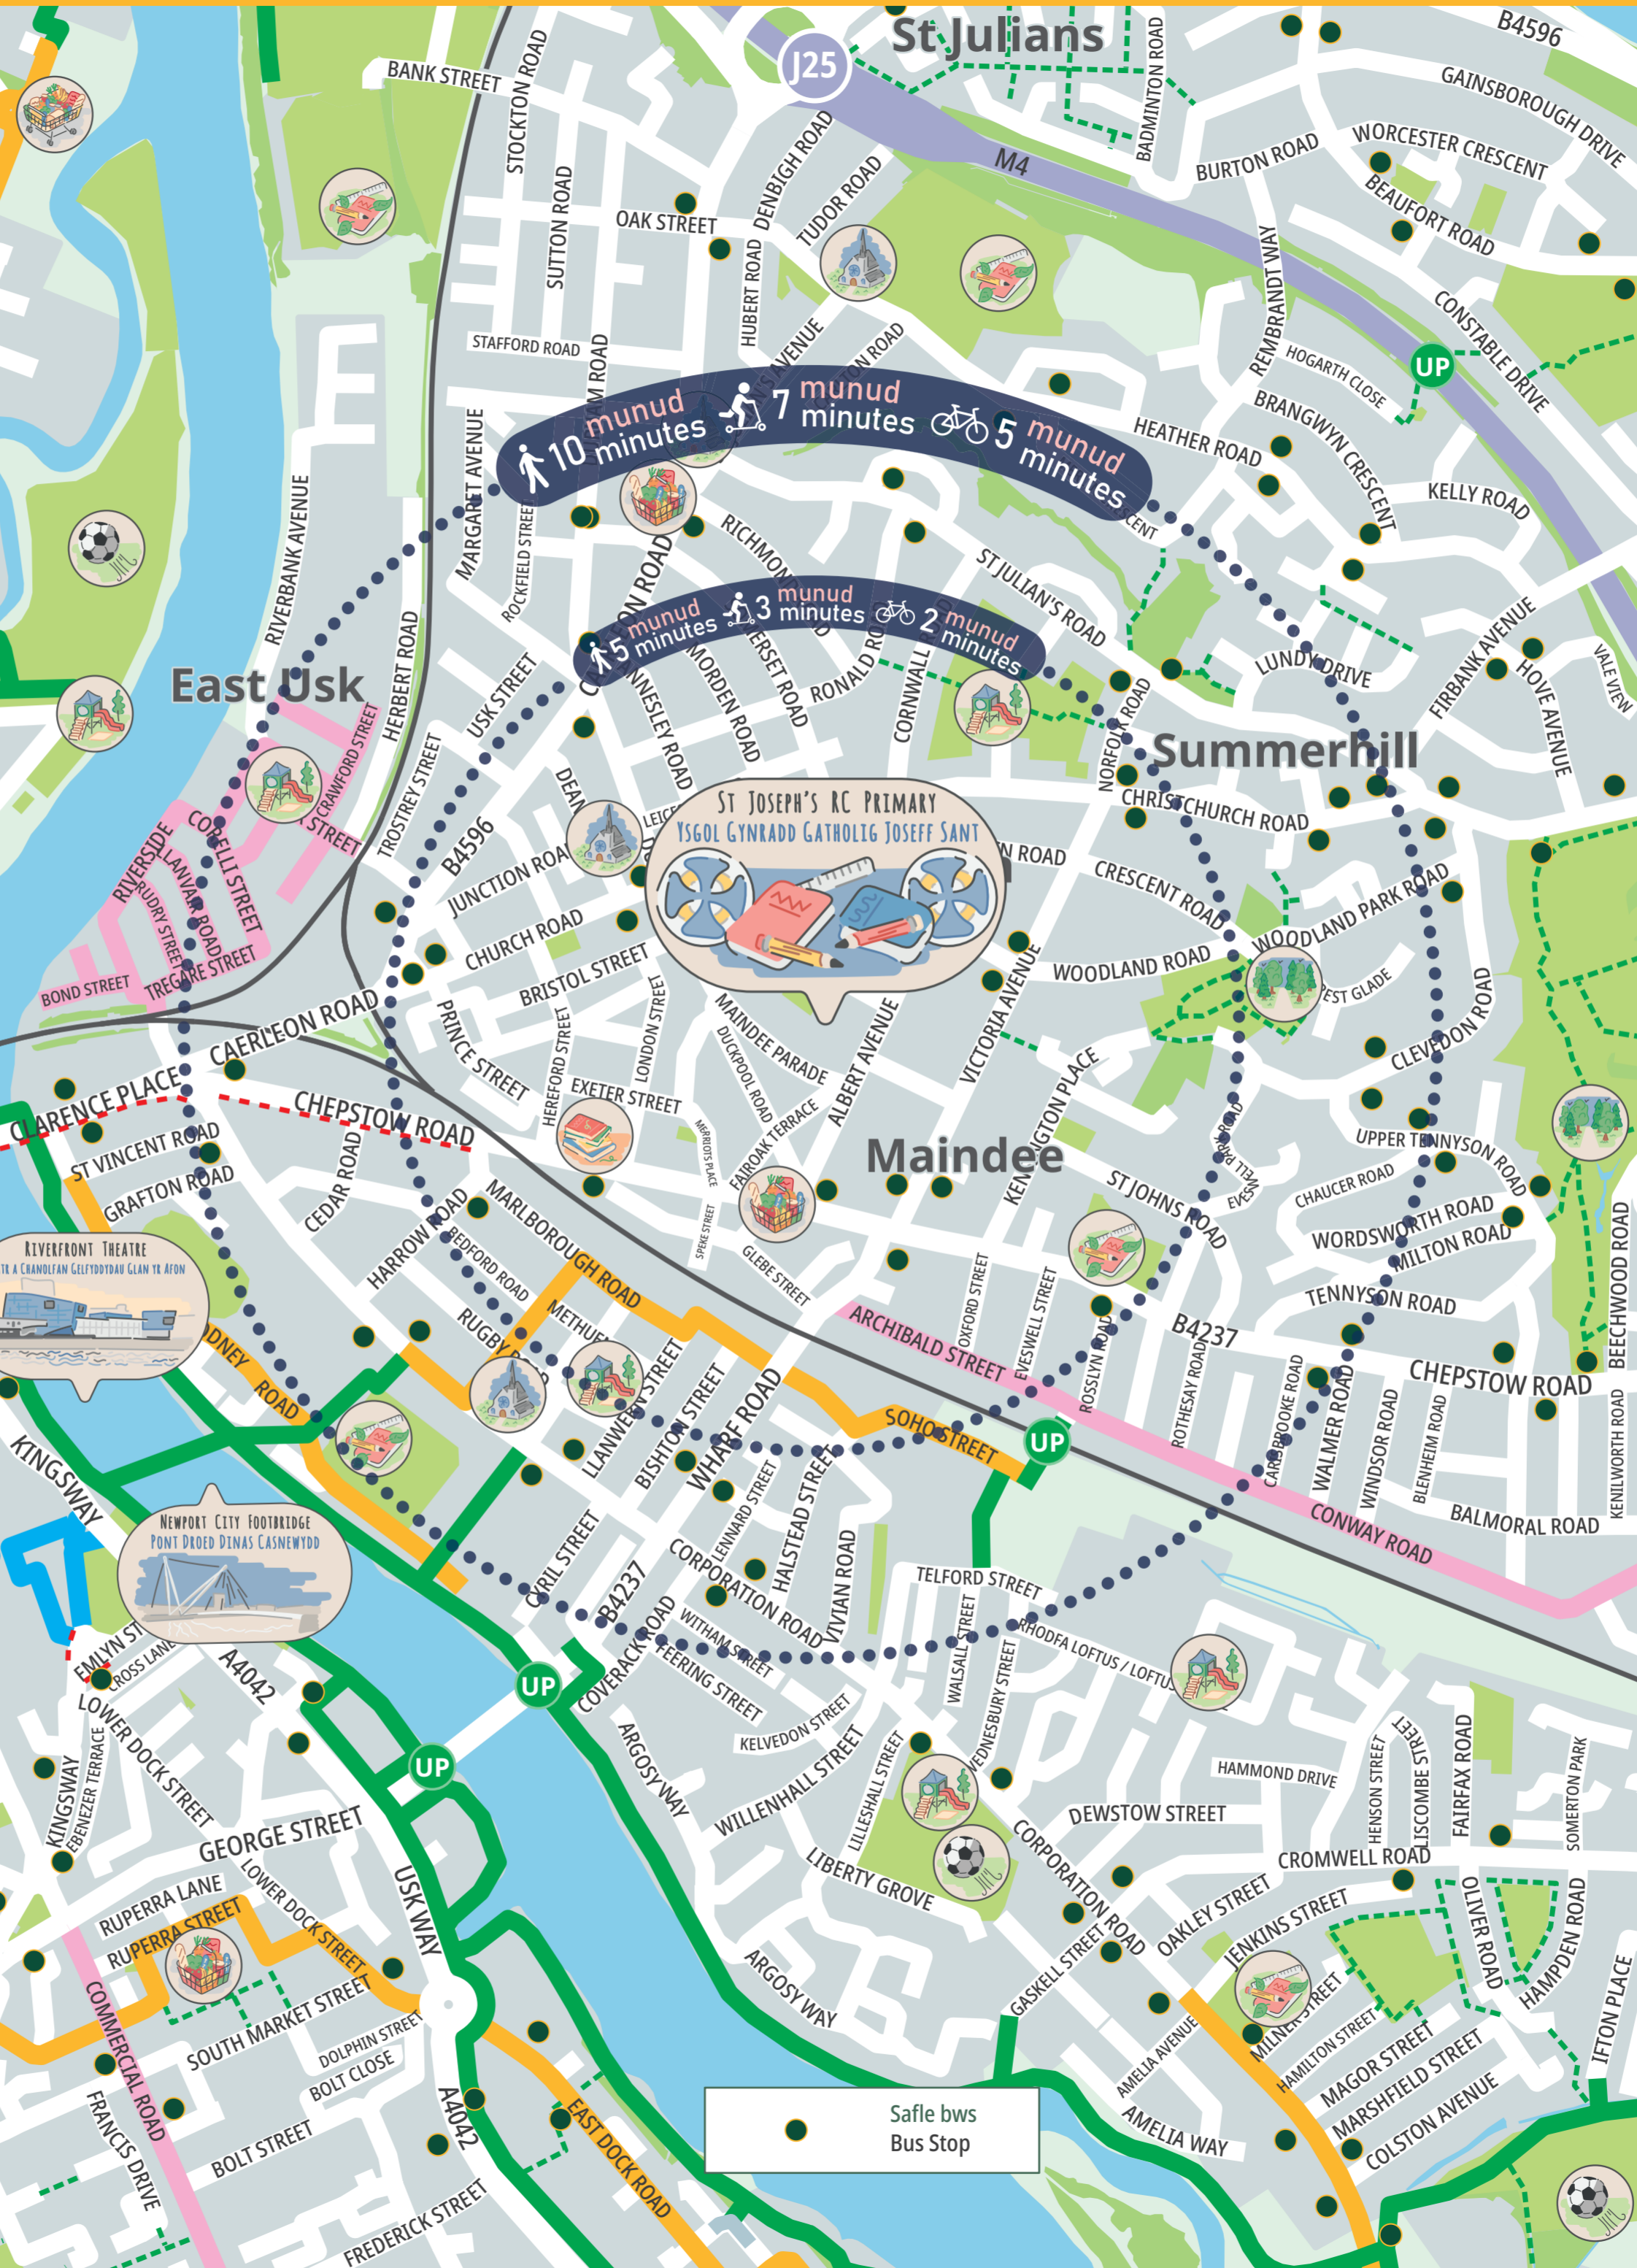 St Julians
B4596
J25
BANK STREET
STOCKTON ROAD
BADMINTON ROAD
GAINSBOROUGH DRIVE
M4
DENBIGH ROAD
TUDOR ROAD
BURTON ROAD
WORCESTER CRESCENT
BEAUFORT ROAD
SUTTON ROAD
OAK STREET
HUBERT ROAD
REMBRANDT WAY
CONSTABLE DRIVE
STAFFORD ROAD
HOGARTH CLOSE
UP
10 munud
minutes
7 munud
minutes
5 munud
minutes
BRANGWYN CRESCENT
HEATHER ROAD
KELLY ROAD
MARGARET AVENUE
RIVERBANK AVENUE
ROCKFIELD STREET
ST JULIAN'S ROAD
5 munud
minutes
3 munud
minutes
2 munud
minutes
East Usk
HERBERT ROAD
USK STREET
ANNESLEY ROAD
MORDEN ROAD
RONALD ROAD
NORFOLK ROAD
LUNDY DRIVE
FIRBANK AVENUE
HOVE AVENUE
VALE VIEW
Summerhill
CRAWFORD STREET
TROSTREY STREET
CORELLI STREET
RIVERSIDE
LLANVAIR ROAD
RUDRY STREET
TREGARE STREET
BOND STREET
B4596
JUNCTION ROAD
CHURCH ROAD
BRISTOL STREET
ST JOSEPH'S RC PRIMARY
YSGOL GYNRADD GATHOLIG JOSEFF SANT
CHRISTCHURCH ROAD
CRESCENT ROAD
WOODLAND PARK ROAD
WOODLAND ROAD
CLEVEDON ROAD
CAERLEON ROAD
PRINCE STREET
HEREFORD STREET
LONDON STREET
MAINDEE PARADE
DUCKPOOL ROAD
ALBERT AVENUE
VICTORIA AVENUE
KENSINGTON PLACE
EXETER STREET
CLARENCE PLACE
CHEPSTOW ROAD
ST VINCENT ROAD
GRAFTON ROAD
CEDAR ROAD
MERRIOTTS PLACE
FAIROAK TERRACE
Maindee
EVESWELL PARK ROAD
UPPER TENNYSON ROAD
CHAUCER ROAD
ST JOHNS ROAD
WORDSWORTH ROAD
MILTON ROAD
TENNYSON ROAD
HARROW ROAD
BEDFORD ROAD
MARLBOROUGH ROAD
SPEKE STREET
GLEBE STREET
RIVERFRONT THEATRE
BEECHWOOD ROAD
RUGBY
ARCHIBALD STREET
OXFORD STREET
EVESWELL STREET
ROSSLYN ROAD
B4237
ROTHESAY ROAD
CARISBROOKE ROAD
WALMER ROAD
WINDSOR ROAD
BLENHEIM ROAD
CHEPSTOW ROAD
KENILWORTH ROAD
ROAD
LLANWERN STREET
BISHTON STREET
WHARF ROAD
SOHO STREET
UP
CONWAY ROAD
BALMORAL ROAD
KINGSWAY
NEWPORT CITY FOOTBRIDGE
PONT DROED DINAS CASNEWYDD
LENNARD STREET
HALSTEAD STREET
CYRIL STREET
B4237
CORPORATION ROAD
VIVIAN ROAD
TELFORD STREET
WALSALL STREET
RHODFA LOFTUS / LOFTUS
WEDNESBURY STREET
COVERACK ROAD
WITHAM STREET
FEERING STREET
EMLYN ST
CROSS LANE
A4042
UP
UP
LOWER DOCK STREET
KINGSWAY
EBENEZER TERRACE
ARGOSY WAY
KELVEDON STREET
WILLENHALL STREET
LILLESHALL STREET
HAMMOND DRIVE
HENSON STREET
LISCOMBE STREET
FAIRFAX ROAD
SOMERTON PARK
DEWSTOW STREET
GEORGE STREET
LIBERTY GROVE
CORPORATION ROAD
CROMWELL ROAD
LOWER DOCK STREET
USK WAY
RUPERRA LANE
RUPERRA STREET
OAKLEY STREET
JENKINS STREET
OLIVER ROAD
HAMPDEN ROAD
IFTON PLACE
ARGOSY WAY
GASKELL STREET
COMMERCIAL ROAD
SOUTH MARKET STREET
DOLPHIN STREET
BOLT CLOSE
AMELIA AVENUE
MILNER STREET
HAMILTON STREET
MAGOR STREET
MARSHFIELD STREET
COLSTON AVENUE
AMELIA WAY
FRANCIS DRIVE
BOLT STREET
A4042
EAST DOCK ROAD
FREDERICK STREET
Safle bws
Bus Stop